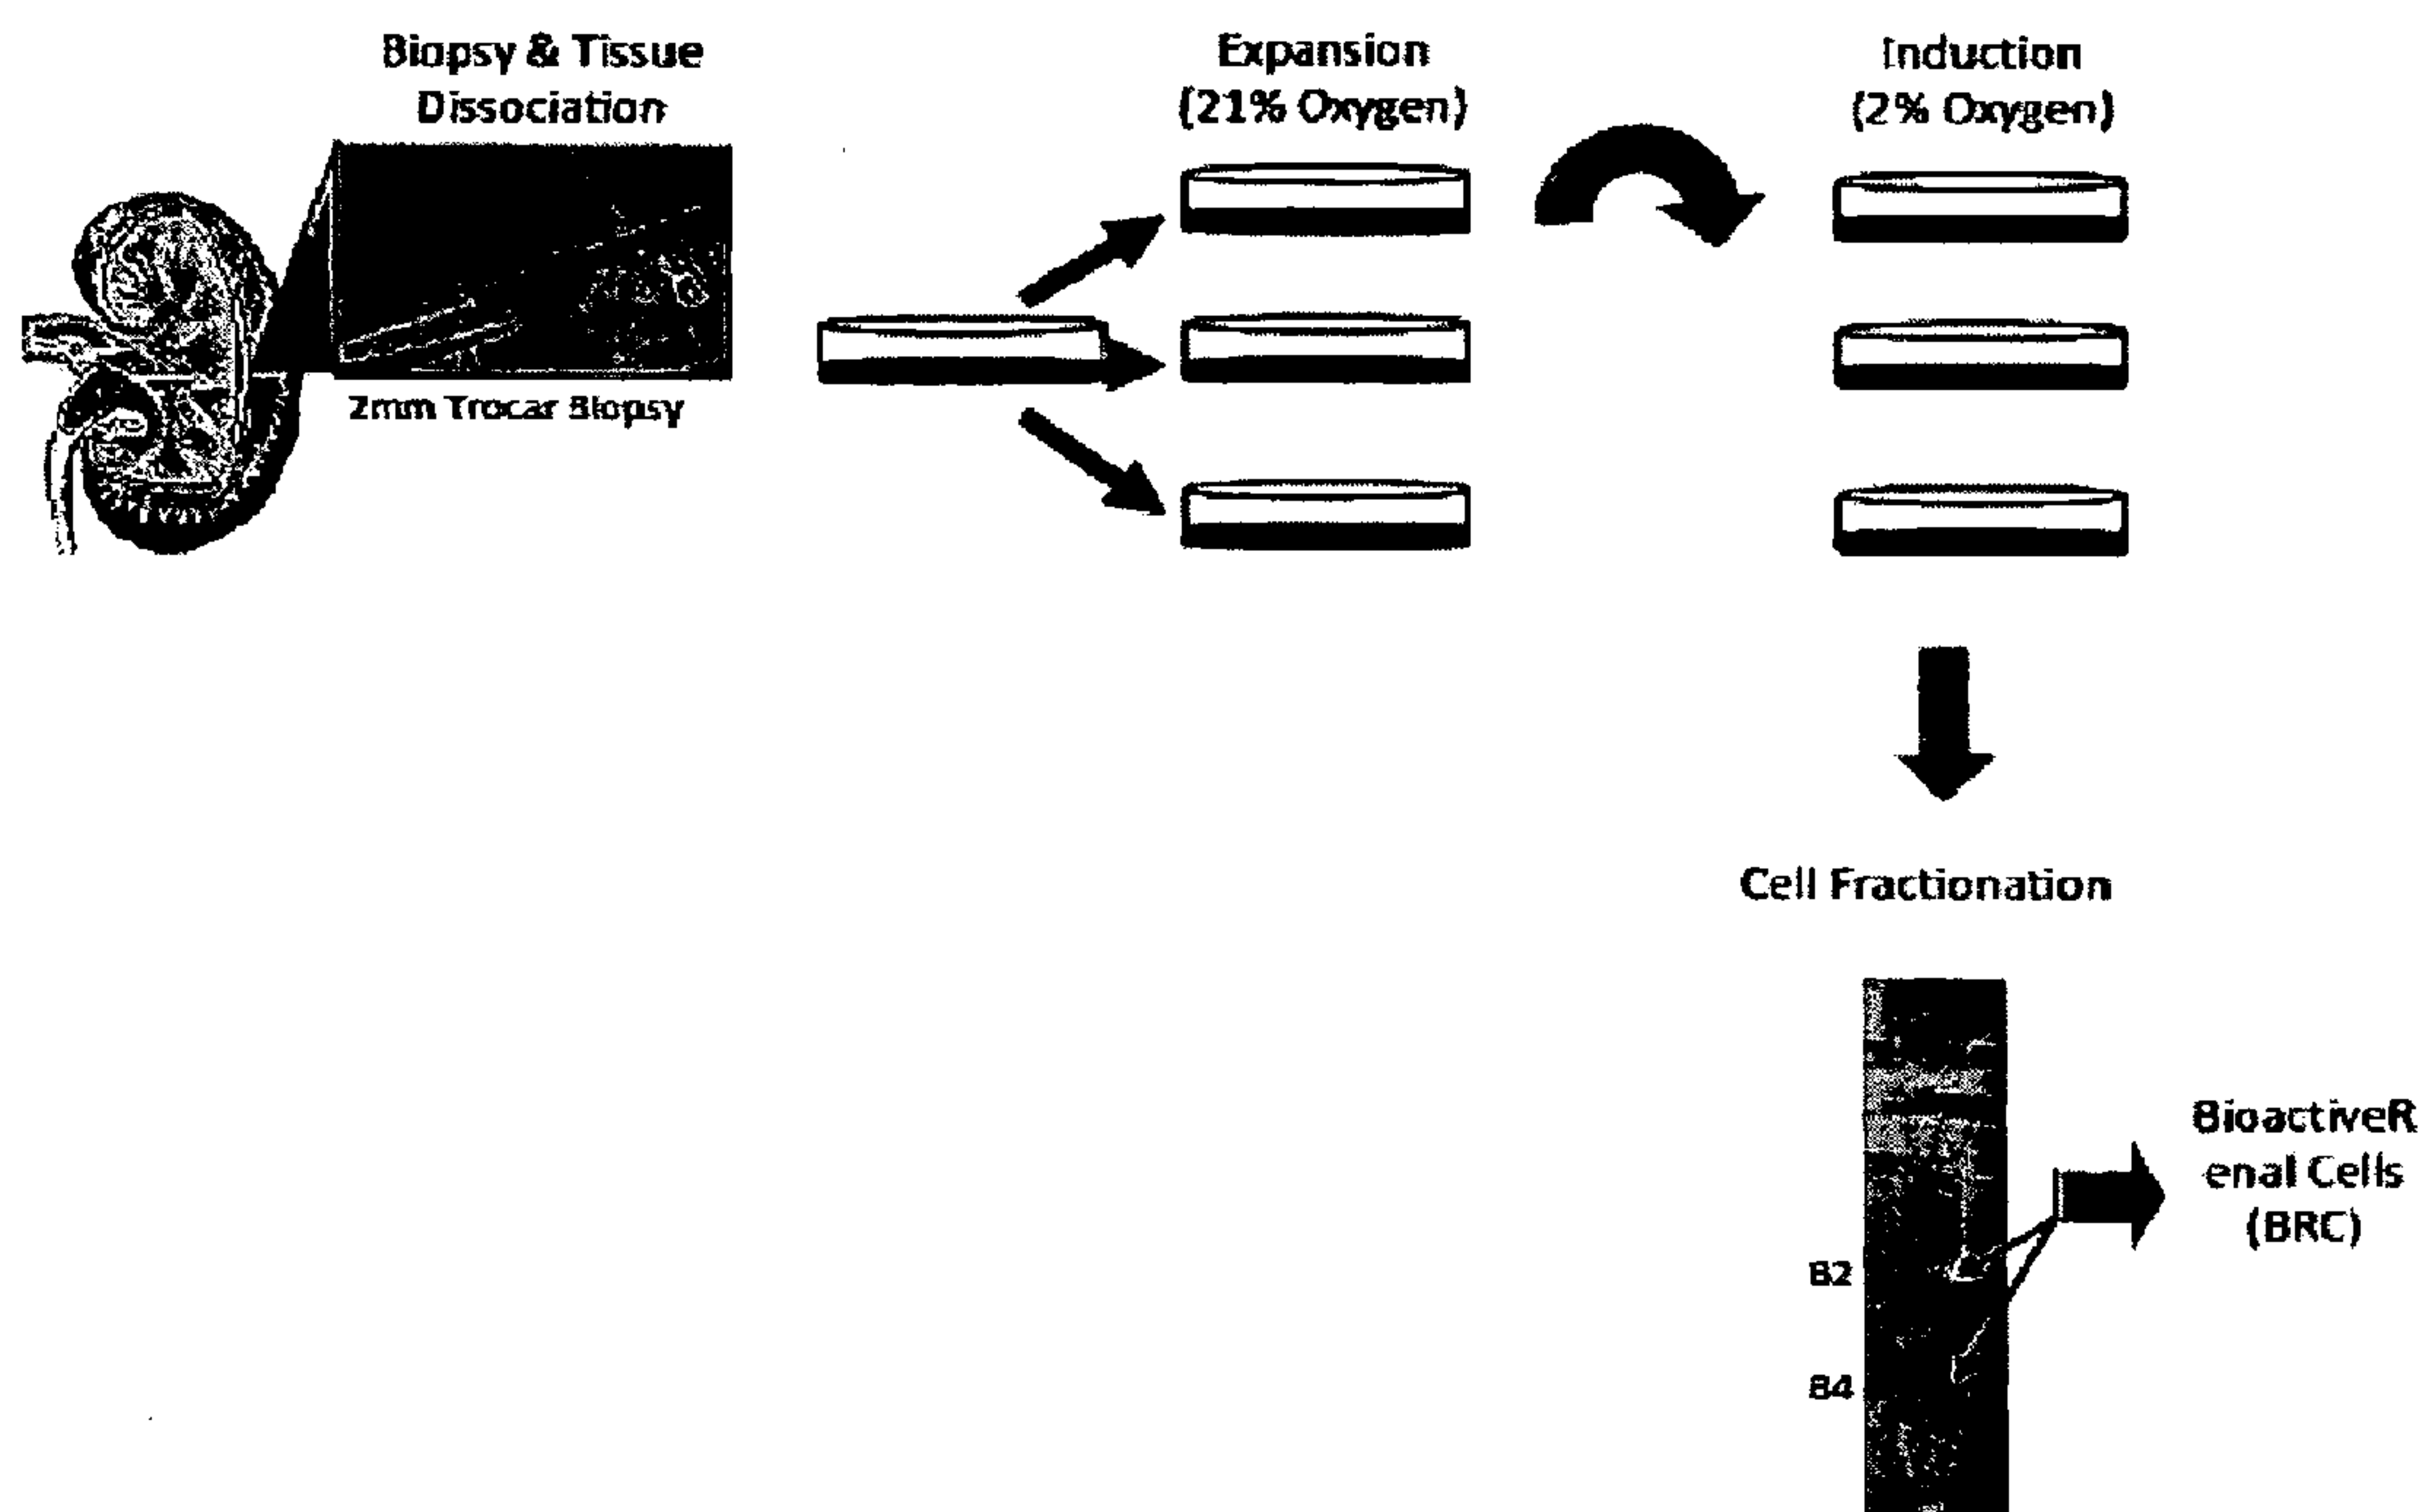 Biopsy & Tissue
Dissociation
Expansion
(21% Oxygen)
Induction
(2% Oxygen)
2mm Trocar Biopsy
Cell Fractionation
BioactiveR
enal Cells
(BRC)
B2
B4